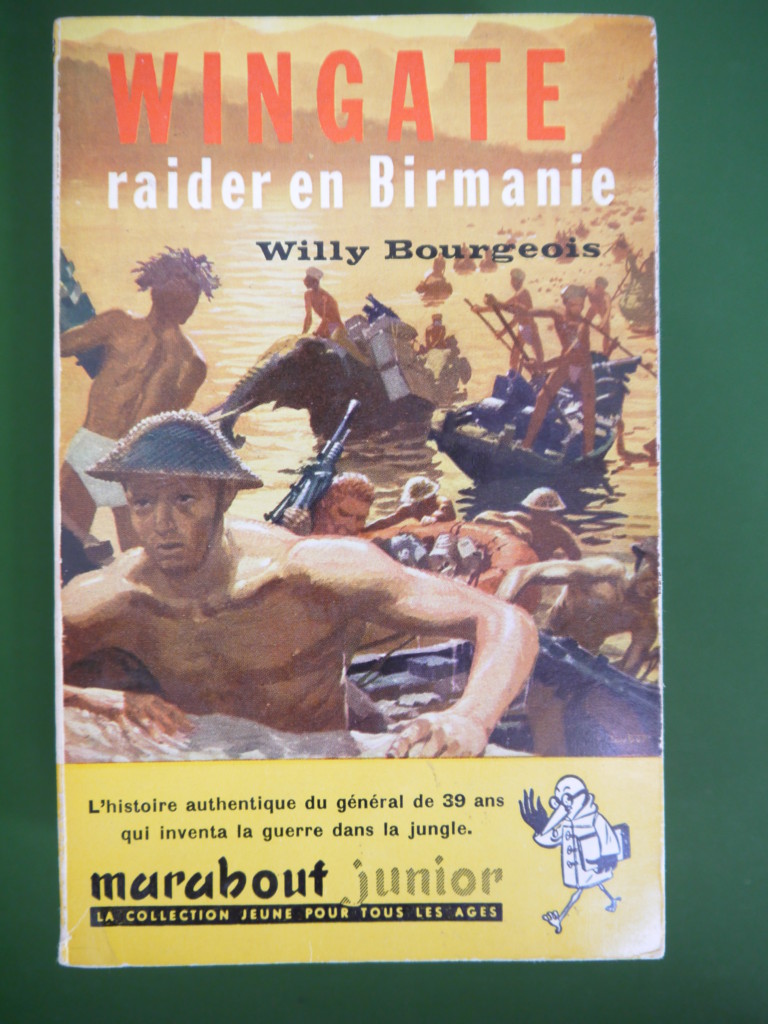 WINGATE
raider en Birmanie
Willy Bourgeois
L'histoire authentique du général de 39 ans
qui inventa la guerre dans la jungle.
marabout junior
LA COLLECTION JEUNE POUR TOUS LES AGES